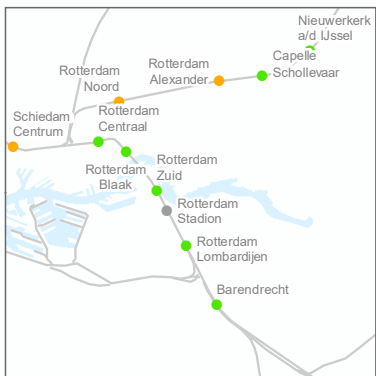 Nieuwerkerk
a/d IJssel
Capelle
Schollevaar
Rotterdam
Alexander
Rotterdam
Noord
Rotterdam
Centraal
Schiedam
Centrum
Rotterdam
Blaak
Rotterdam
Zuid
Rotterdam
Stadion
Rotterdam
Lombardijen
Barendrecht